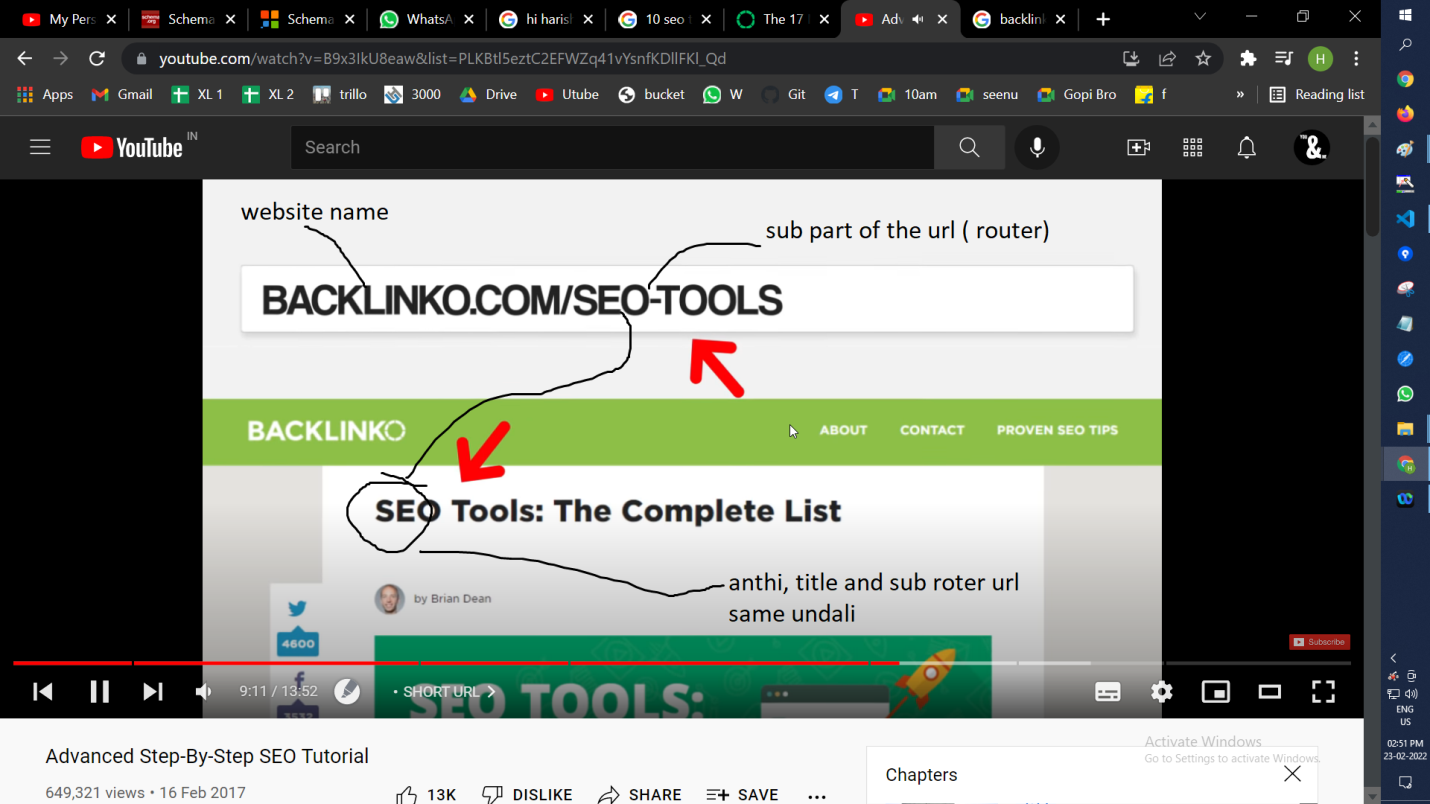 My Pers
Schema
Schema
WhatsA
hi haris
10 seo t
The 17
Adv
backlink
youtube.com/watch?v=B9x3IkU8eaw&list=PLKBtl5eztC2EFWZq41vYsnfKDllFKl_Qd
H
Apps Gmail XL 1 XL 2 trillo 3000 Drive Utube bucket W Git T 10am seenu Gopi Bro f » Reading list
YouTube IN
Search
website name
sub part of the url ( router)
BACKLINKO.COM/SEO-TOOLS
BACKLINKO
ABOUT CONTACT PROVEN SEO TIPS
SEO Tools: The Complete List
by Brian Dean
anthi, title and sub roter url
same undali
4600
3537
SEO TOOLS:
Subscribe
9:11 / 13:52 • SHORT URL
Advanced Step-By-Step SEO Tutorial
649,321 views • 16 Feb 2017
13K DISLIKE SHARE SAVE ...
Chapters
Activate Windows
Go to Settings to activate Windows.
ENG
US
02:51 PM
23-02-2022